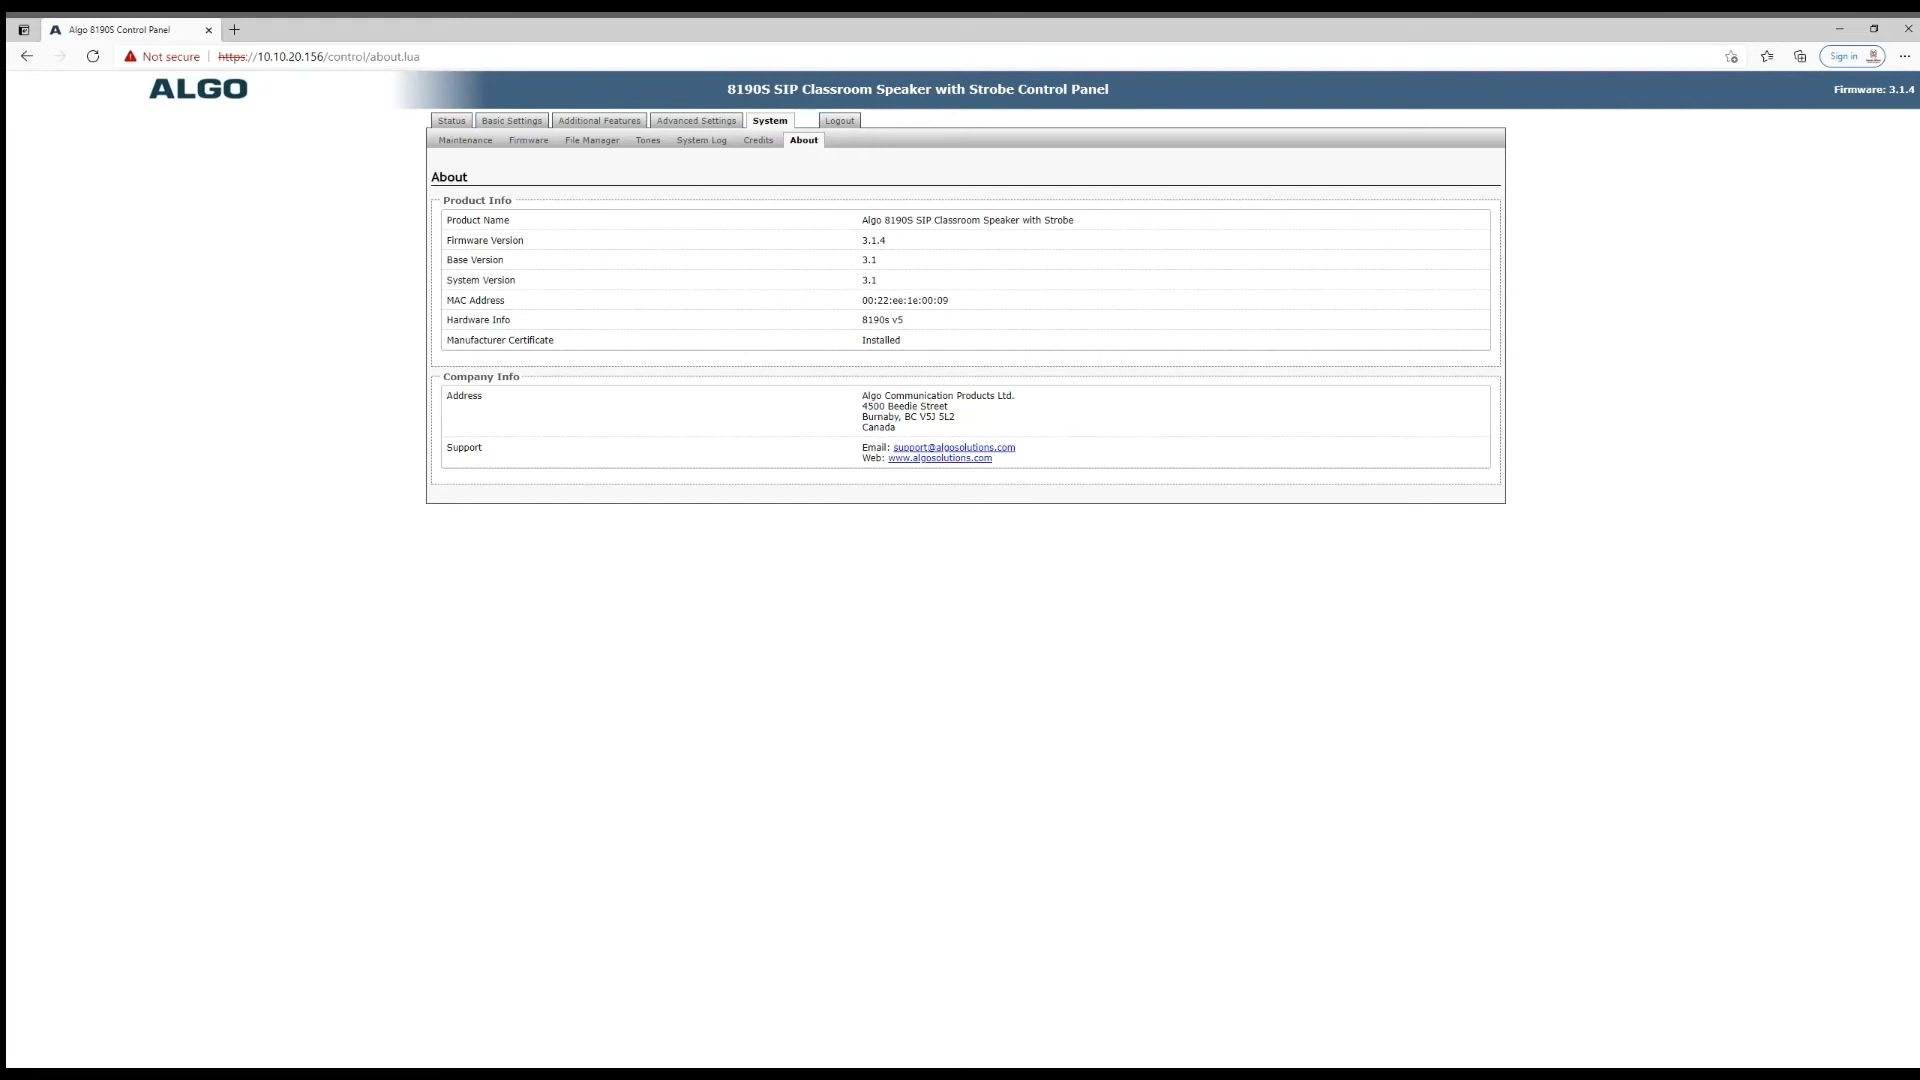 Algo 8190S Control Panel
Not secure | https://10.10.20.156/control/about.lua
Sign in
ALGO
8190S SIP Classroom Speaker with Strobe Control Panel
Firmware: 3.1.4
Status Basic Settings Additional Features Advanced Settings System Logout
Maintenance Firmware File Manager Tones System Log Credits About
About
Product Info
Product Name Algo 8190S SIP Classroom Speaker with Strobe
Firmware Version 3.1.4
Base Version 3.1
System Version 3.1
MAC Address 00:22:ee:1e:00:09
Hardware Info 8190s v5
Manufacturer Certificate Installed
Company Info
Address Algo Communication Products Ltd.
4500 Beedie Street
Burnaby, BC V5J 5L2
Canada
Support Email: support@algosolutions.com
Web: www.algosolutions.com